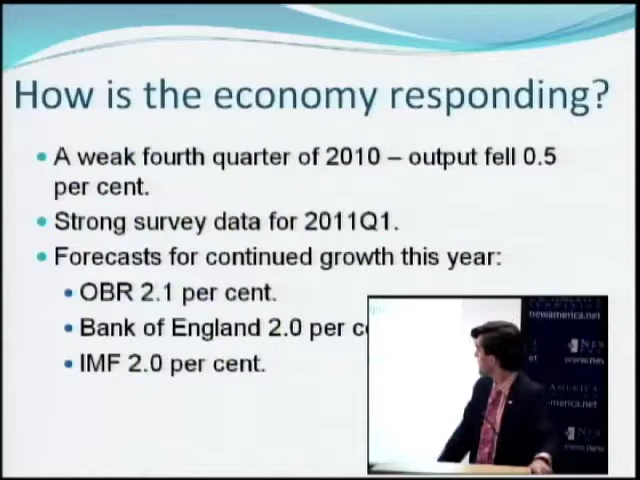 How is the economy responding?
• A weak fourth quarter of 2010 – output fell 0.5
per cent.
• Strong survey data for 2011Q1.
• Forecasts for continued growth this year:
• OBR 2.1 per cent.
• Bank of England 2.0 per
• IMF 2.0 per cent.
newamerica.net
www.ne
America
merica.net